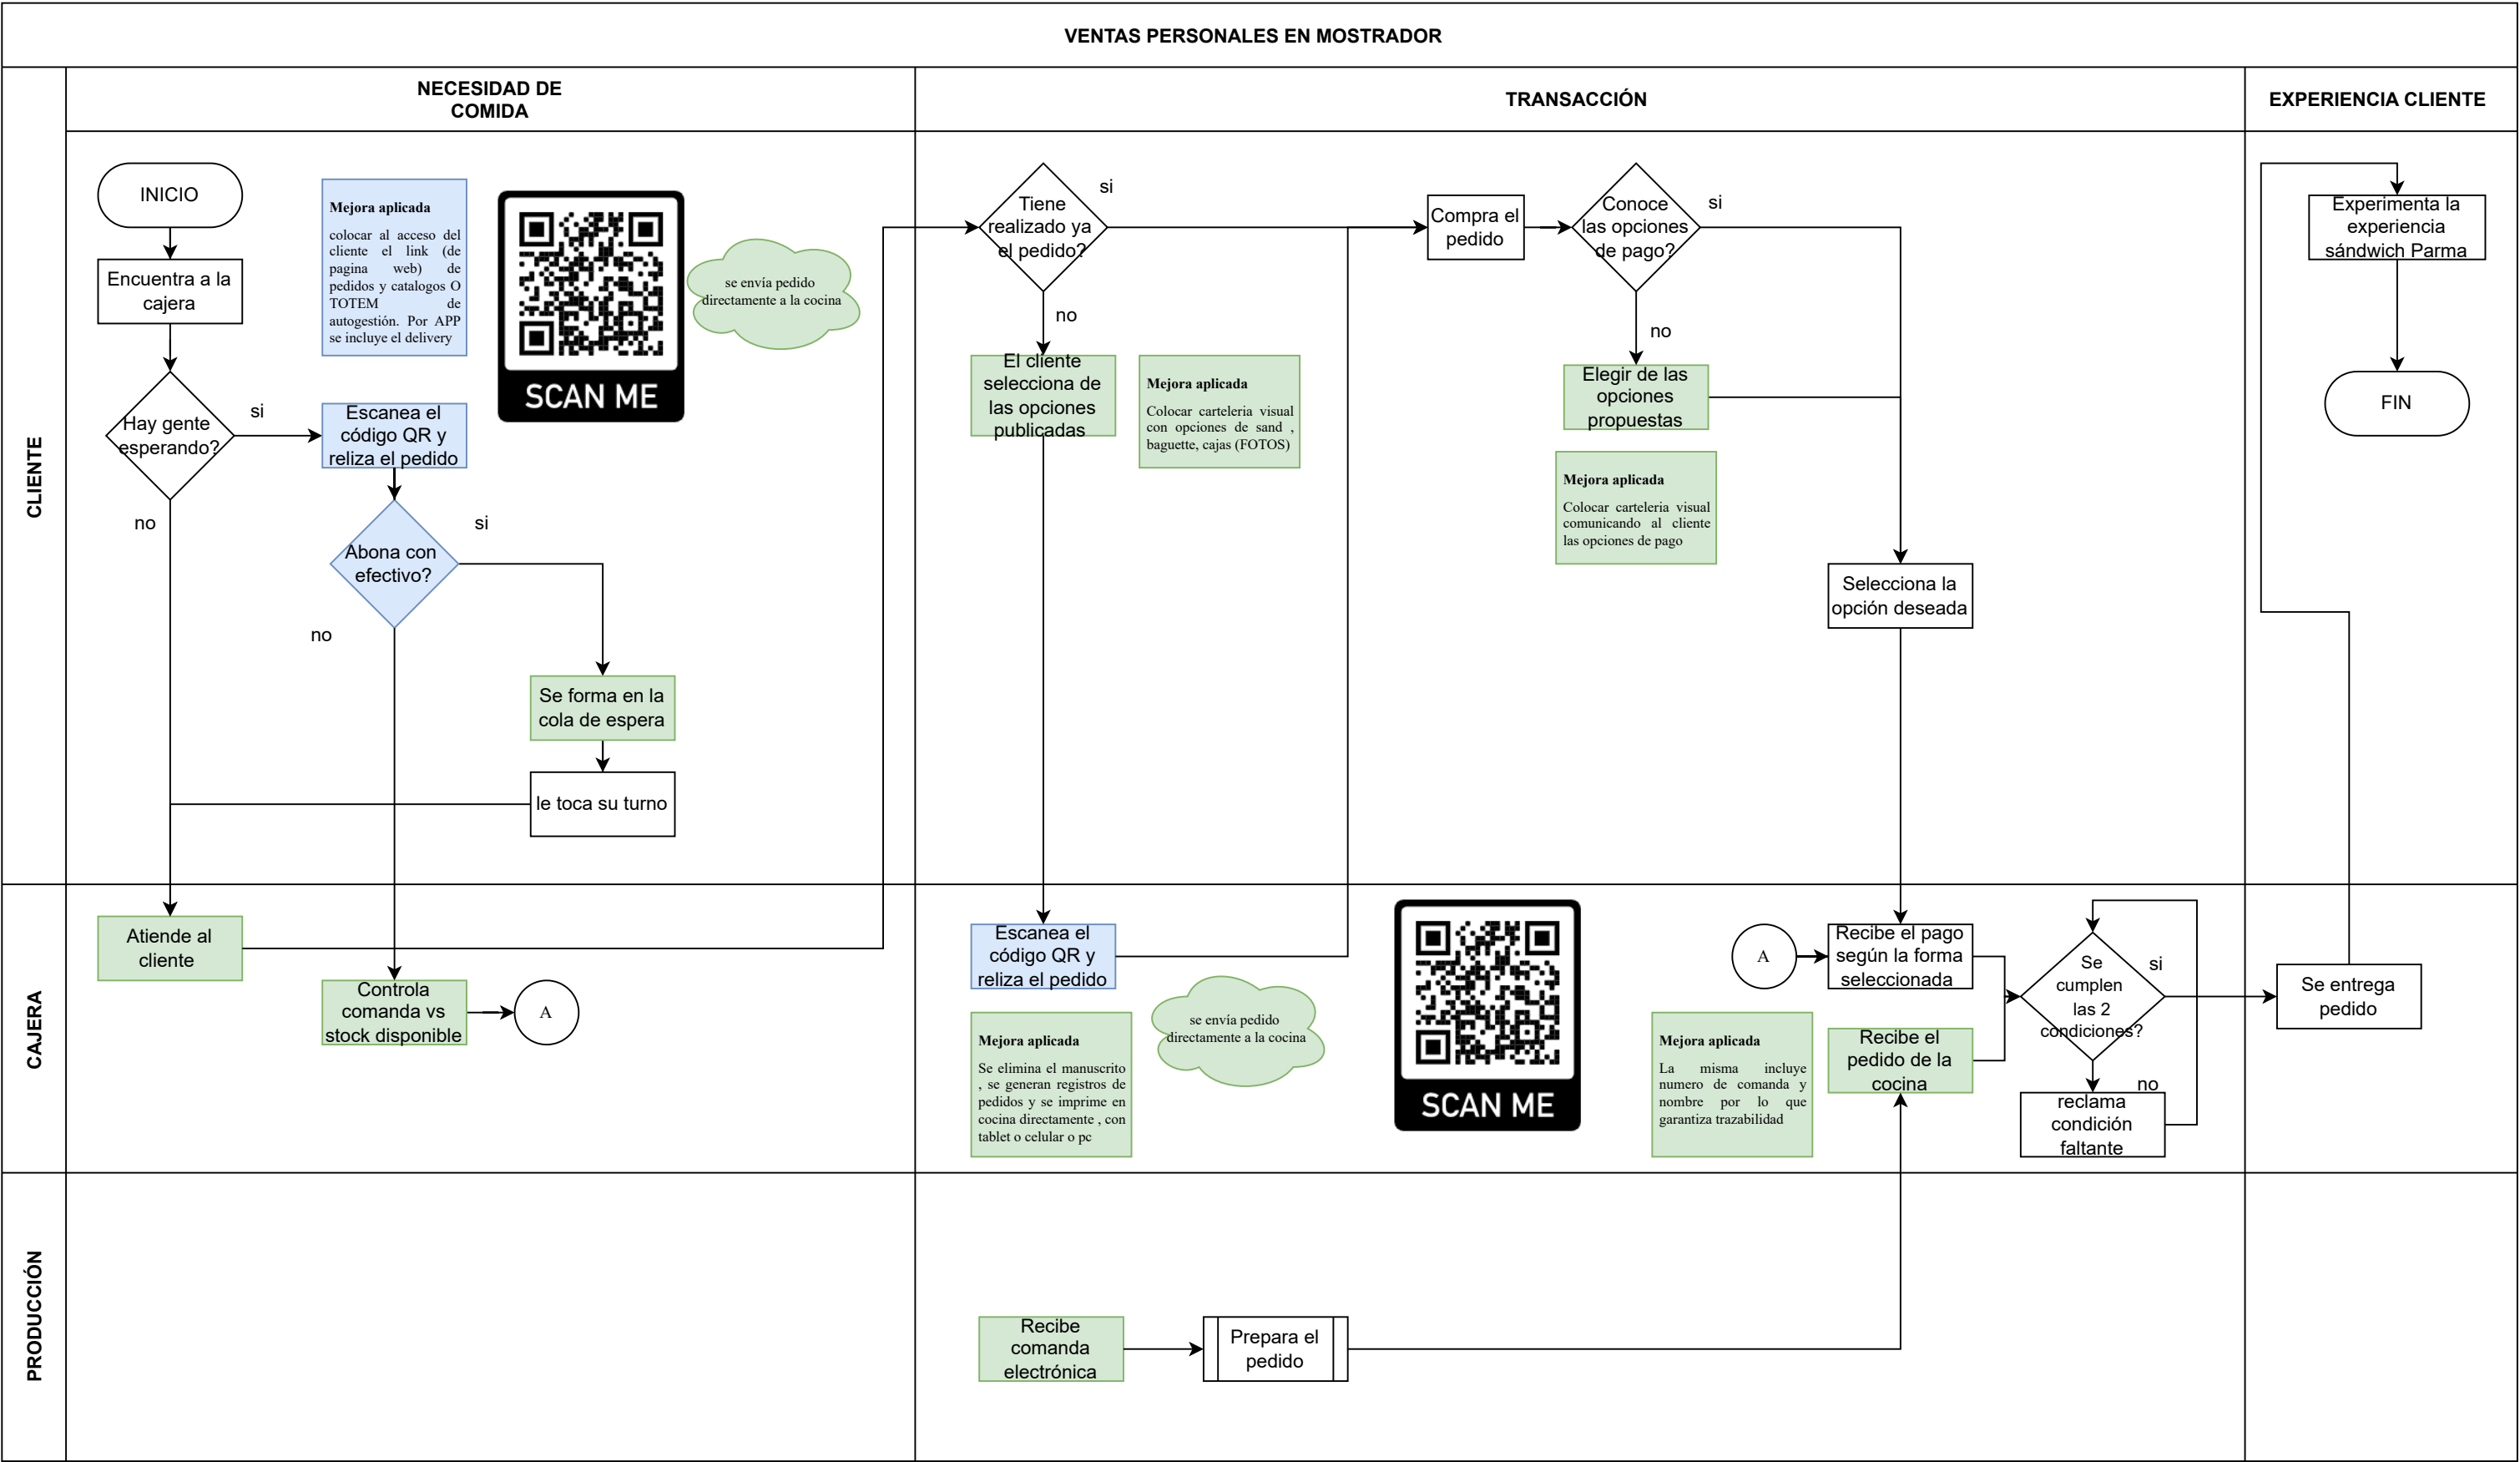 VENTAS PERSONALES EN MOSTRADOR
NECESIDAD DE
COMIDA
TRANSACCIÓN
EXPERIENCIA CLIENTE
CLIENTE
INICIO
Encuentra a la
cajera
Hay gente
esperando?
si
no
Mejora aplicada
colocar al acceso del
cliente el link (de
pagina web) de
pedidos y catalogos O
TOTEM de
autogestión. Por APP
se incluye el delivery
SCAN ME
se envía pedido
directamente a la cocina
Escanea el
código QR y
reliza el pedido
Abona con
efectivo?
si
no
Se forma en la
cola de espera
le toca su turno
Tiene
realizado ya
el pedido?
si
no
El cliente
selecciona de
las opciones
publicadas
Mejora aplicada
Colocar carteleria visual
con opciones de sand ,
baguette, cajas (FOTOS)
Compra el
pedido
Conoce
las opciones
de pago?
si
no
Elegir de las
opciones
propuestas
Mejora aplicada
Colocar carteleria visual
comunicando al cliente
las opciones de pago
Selecciona la
opción deseada
Experimenta la
experiencia
sándwich Parma
FIN
CAJERA
Atiende al
cliente
Controla
comanda vs
stock disponible
A
Escanea el
código QR y
reliza el pedido
Mejora aplicada
Se elimina el manuscrito
, se generan registros de
pedidos y se imprime en
cocina directamente , con
tablet o celular o pc
se envía pedido
directamente a la cocina
SCAN ME
A
Recibe el pago
según la forma
seleccionada
Mejora aplicada
La misma incluye
numero de comanda y
nombre por lo que
garantiza trazabilidad
Recibe el
pedido de la
cocina
Se
cumplen
las 2
condiciones?
si
no
reclama
condición
faltante
Se entrega
pedido
PRODUCCIÓN
Recibe
comanda
electrónica
Prepara el
pedido